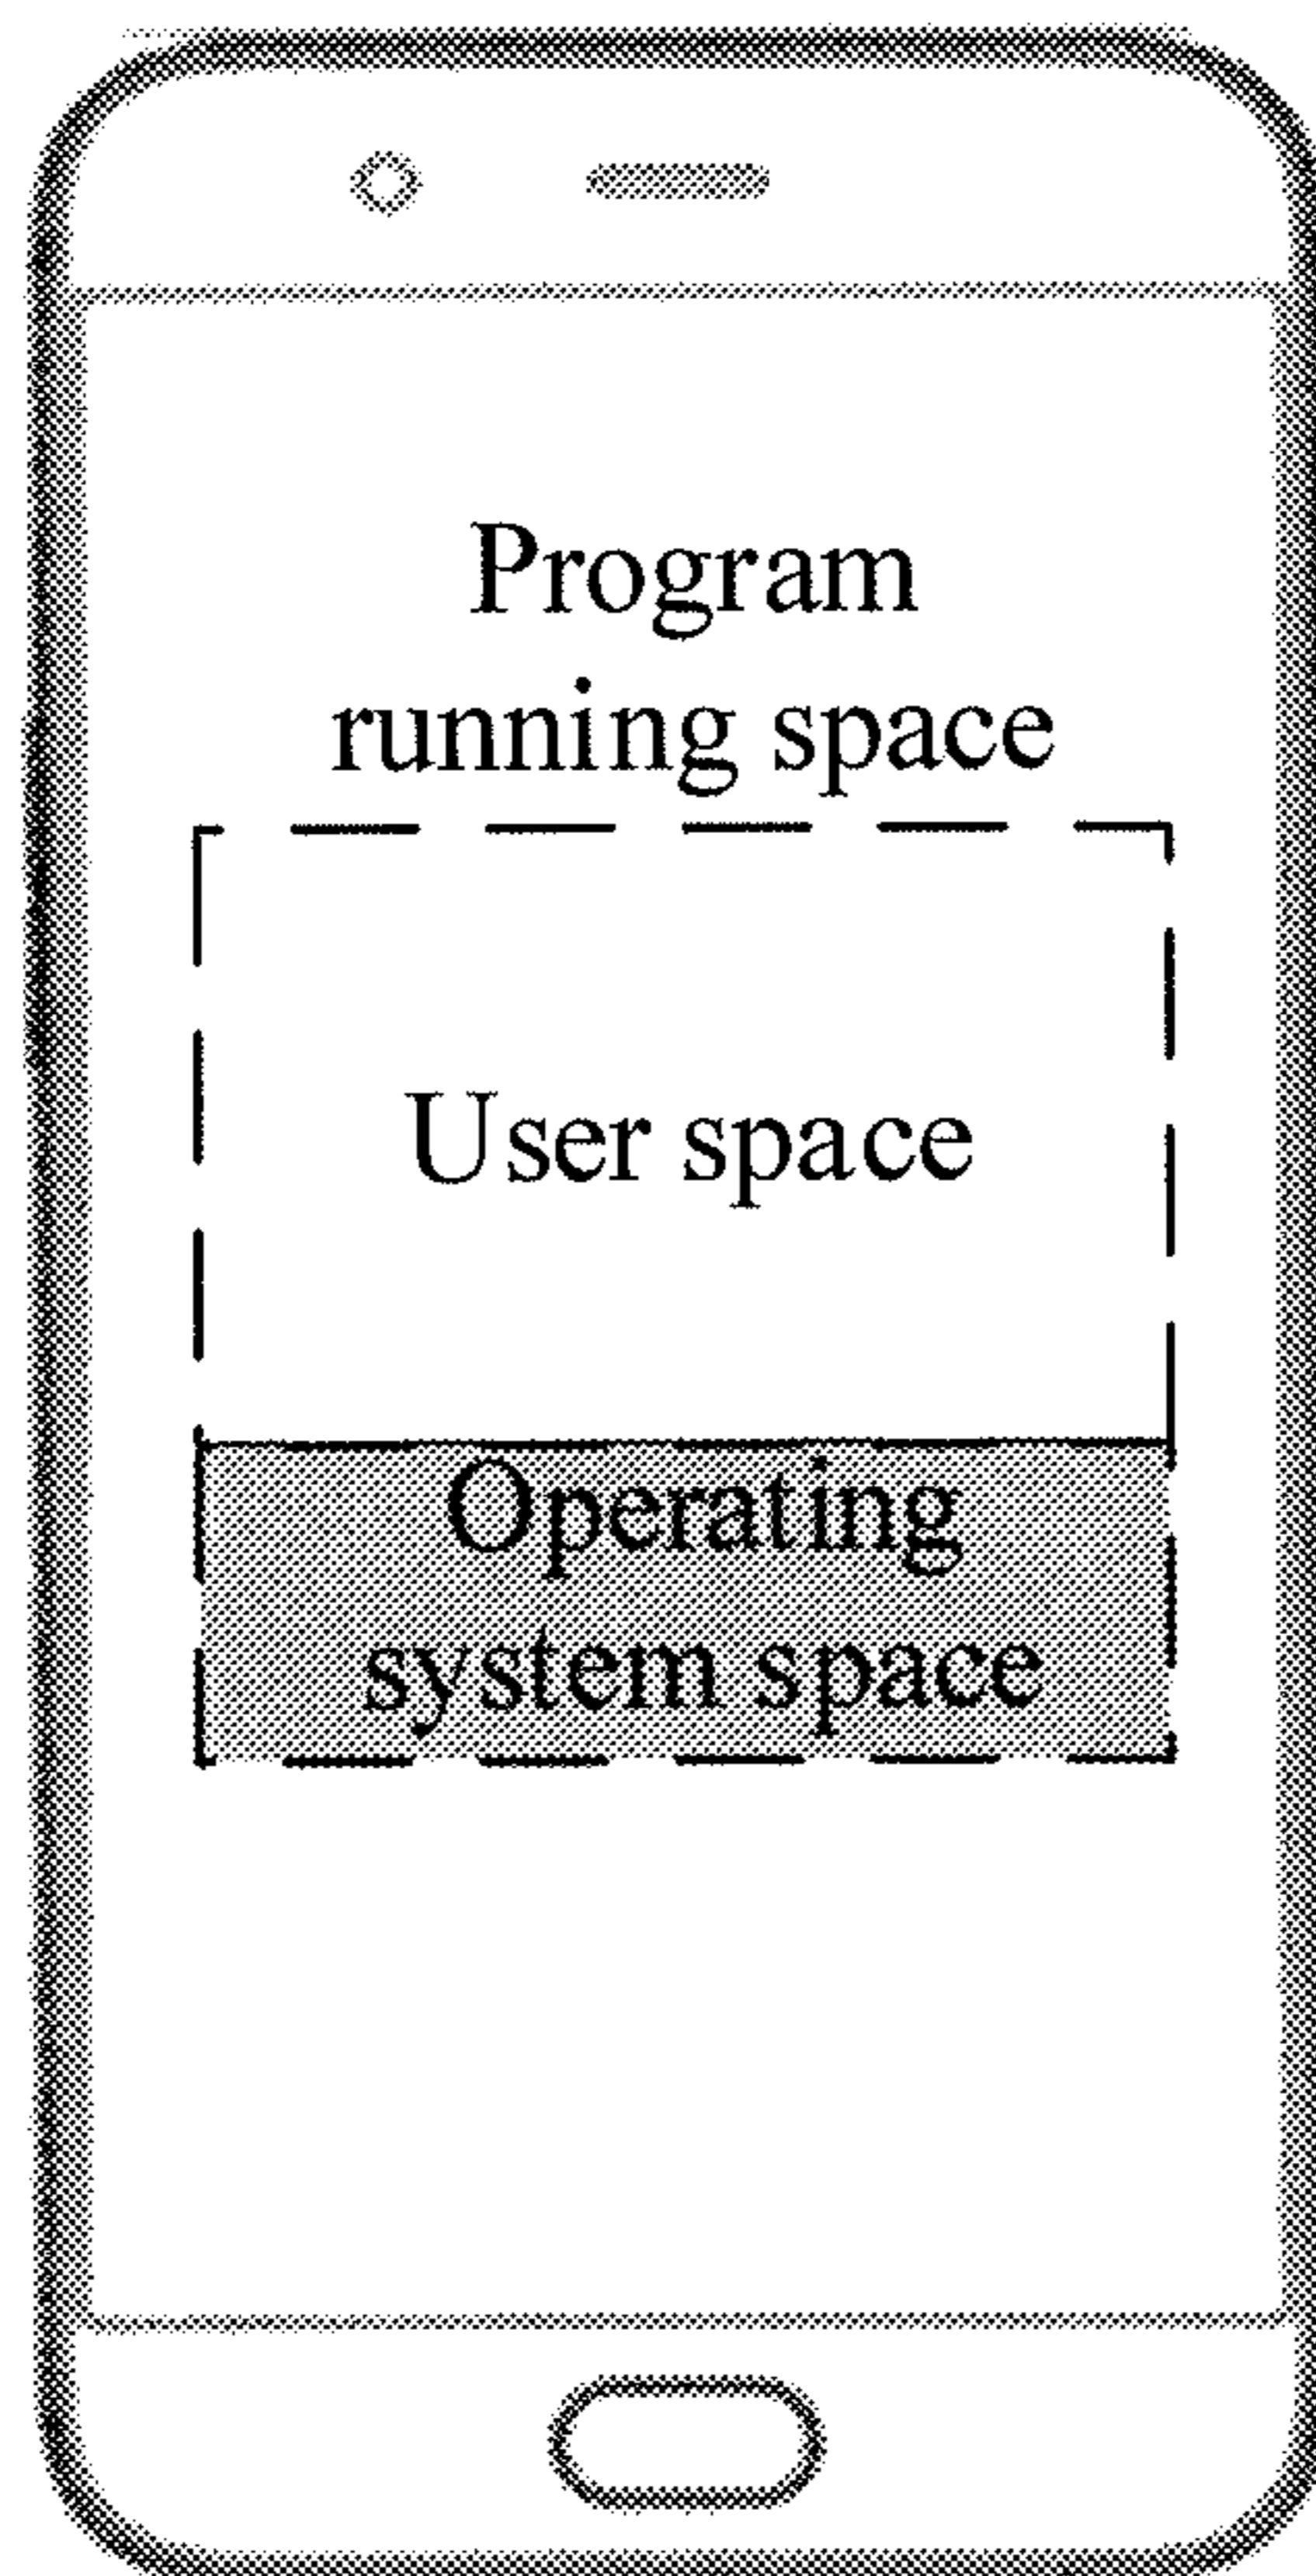 Program
running space
User space
Operating
system space